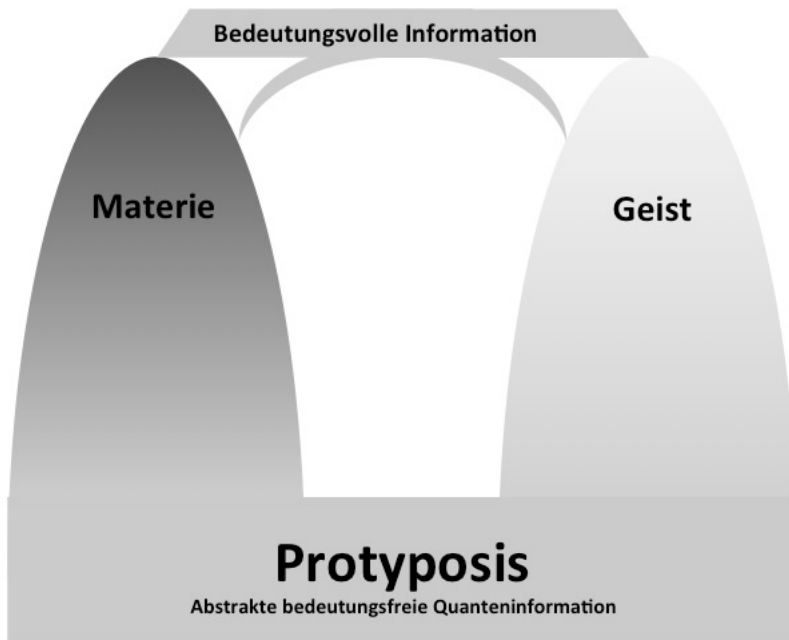 Bedeutungsvolle Information
Materie
Geist
Protyposis
Abstrakte bedeutungsfreie Quanteninformation